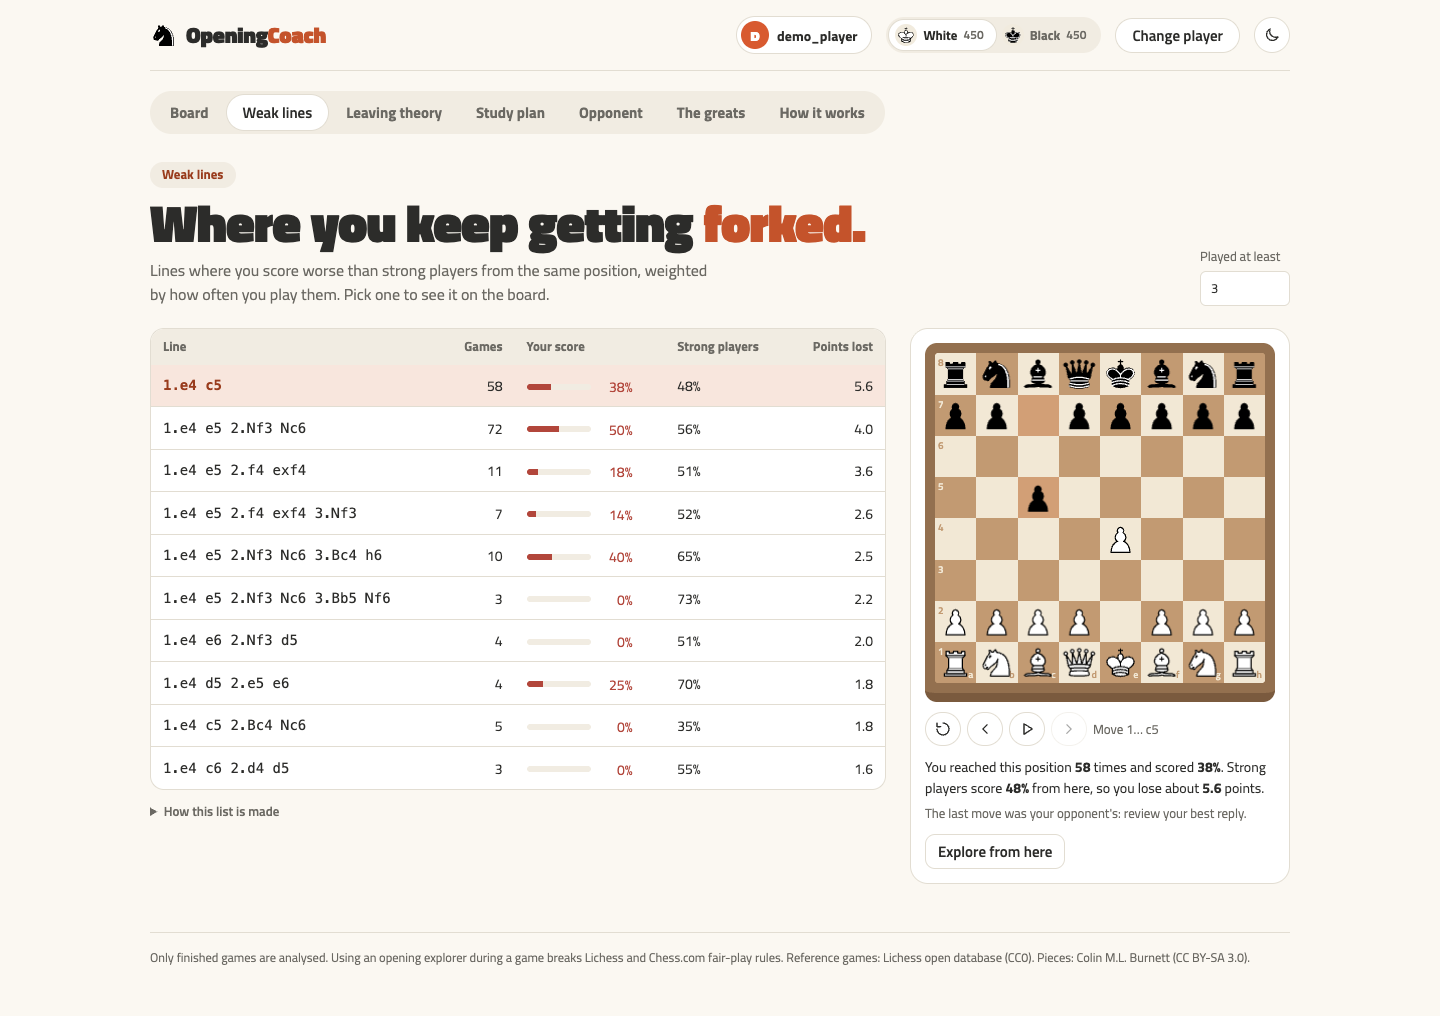 OpeningCoach
D demo_player
White 450
Black 450
Change player
Board
Weak lines
Leaving theory
Study plan
Opponent
The greats
How it works
Weak lines
Where you keep getting forked.
Lines where you score worse than strong players from the same position, weighted
by how often you play them. Pick one to see it on the board.
Played at least
3
Line Games Your score Strong players Points lost
1.e4 c5 58 38% 48% 5.6
1.e4 e5 2.Nf3 Nc6 72 50% 56% 4.0
1.e4 e5 2.f4 exf4 11 18% 51% 3.6
1.e4 e5 2.f4 exf4 3.Nf3 7 14% 52% 2.6
1.e4 e5 2.Nf3 Nc6 3.Bc4 h6 10 40% 65% 2.5
1.e4 e5 2.Nf3 Nc6 3.Bb5 Nf6 3 0% 73% 2.2
1.e4 e6 2.Nf3 d5 4 0% 51% 2.0
1.e4 d5 2.e5 e6 4 25% 70% 1.8
1.e4 c5 2.Bc4 Nc6 5 0% 35% 1.8
1.e4 c6 2.d4 d5 3 0% 55% 1.6
How this list is made
8
7
6
5
4
3
2
1 a b c d e f g h
Move 1... c5
You reached this position 58 times and scored 38%. Strong
players score 48% from here, so you lose about 5.6 points.
The last move was your opponent's: review your best reply.
Explore from here
Only finished games are analysed. Using an opening explorer during a game breaks Lichess and Chess.com fair-play rules. Reference games: Lichess open database (CC0). Pieces: Colin M.L. Burnett (CC BY-SA 3.0).